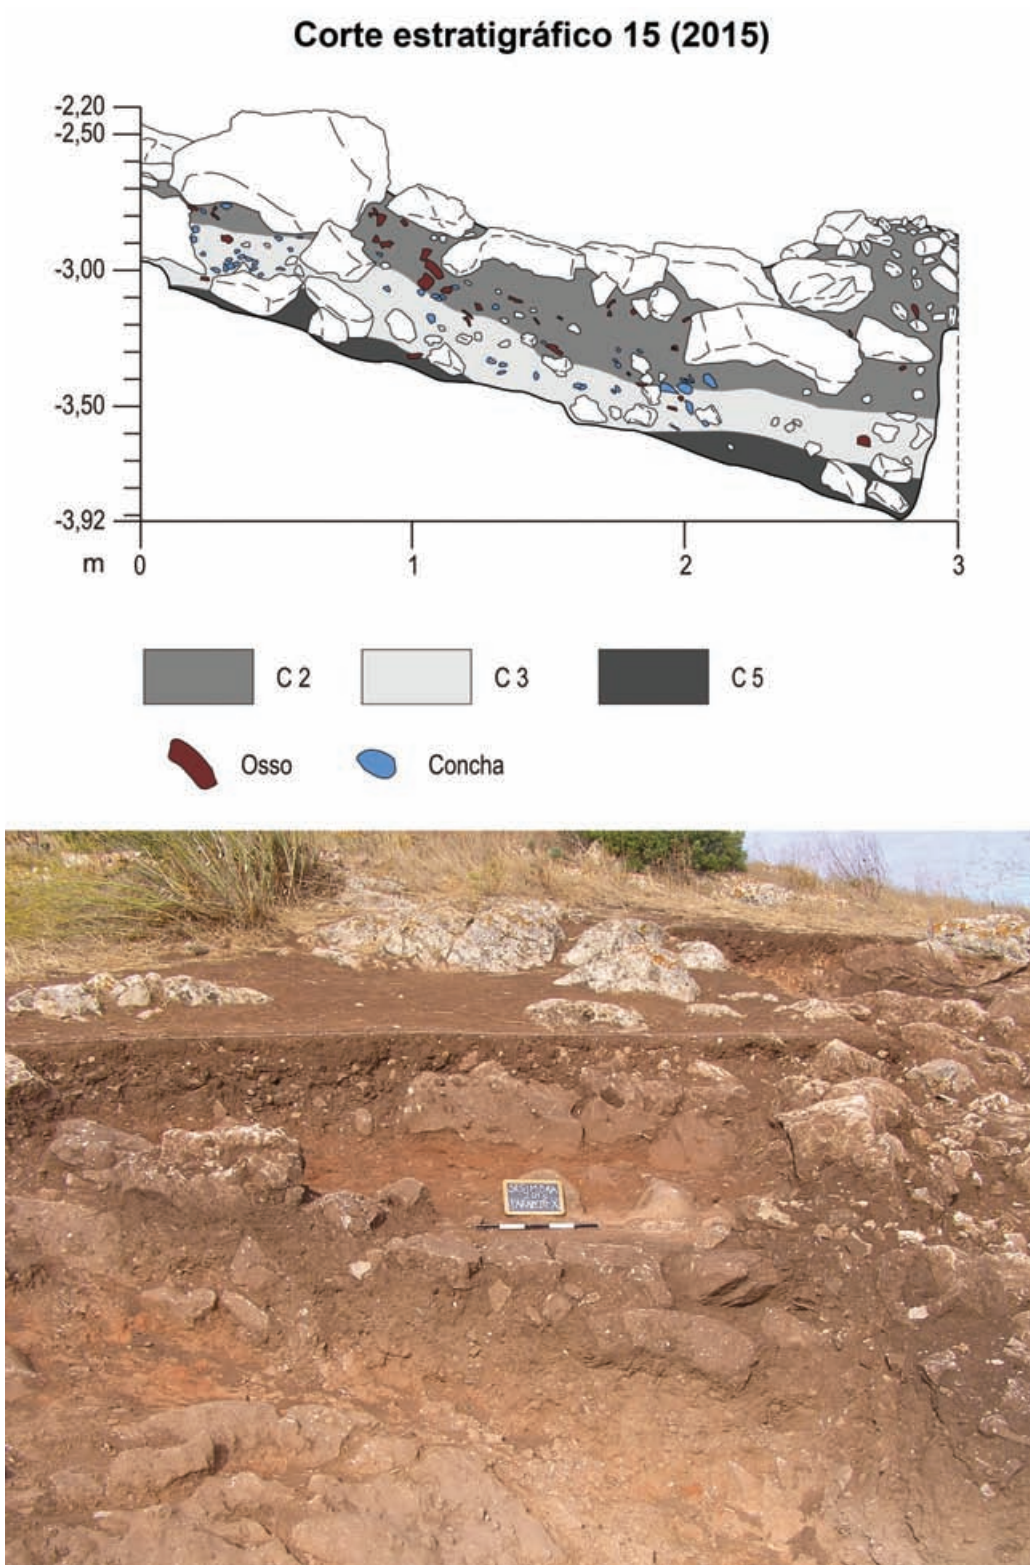 Corte estratigráfico 15 (2015)
-2,20
-2,50
-3,00
-3,50
-3,92
m 0 1 2 3
C 2 C 3 C 5
Osso Concha
SESIMBRA